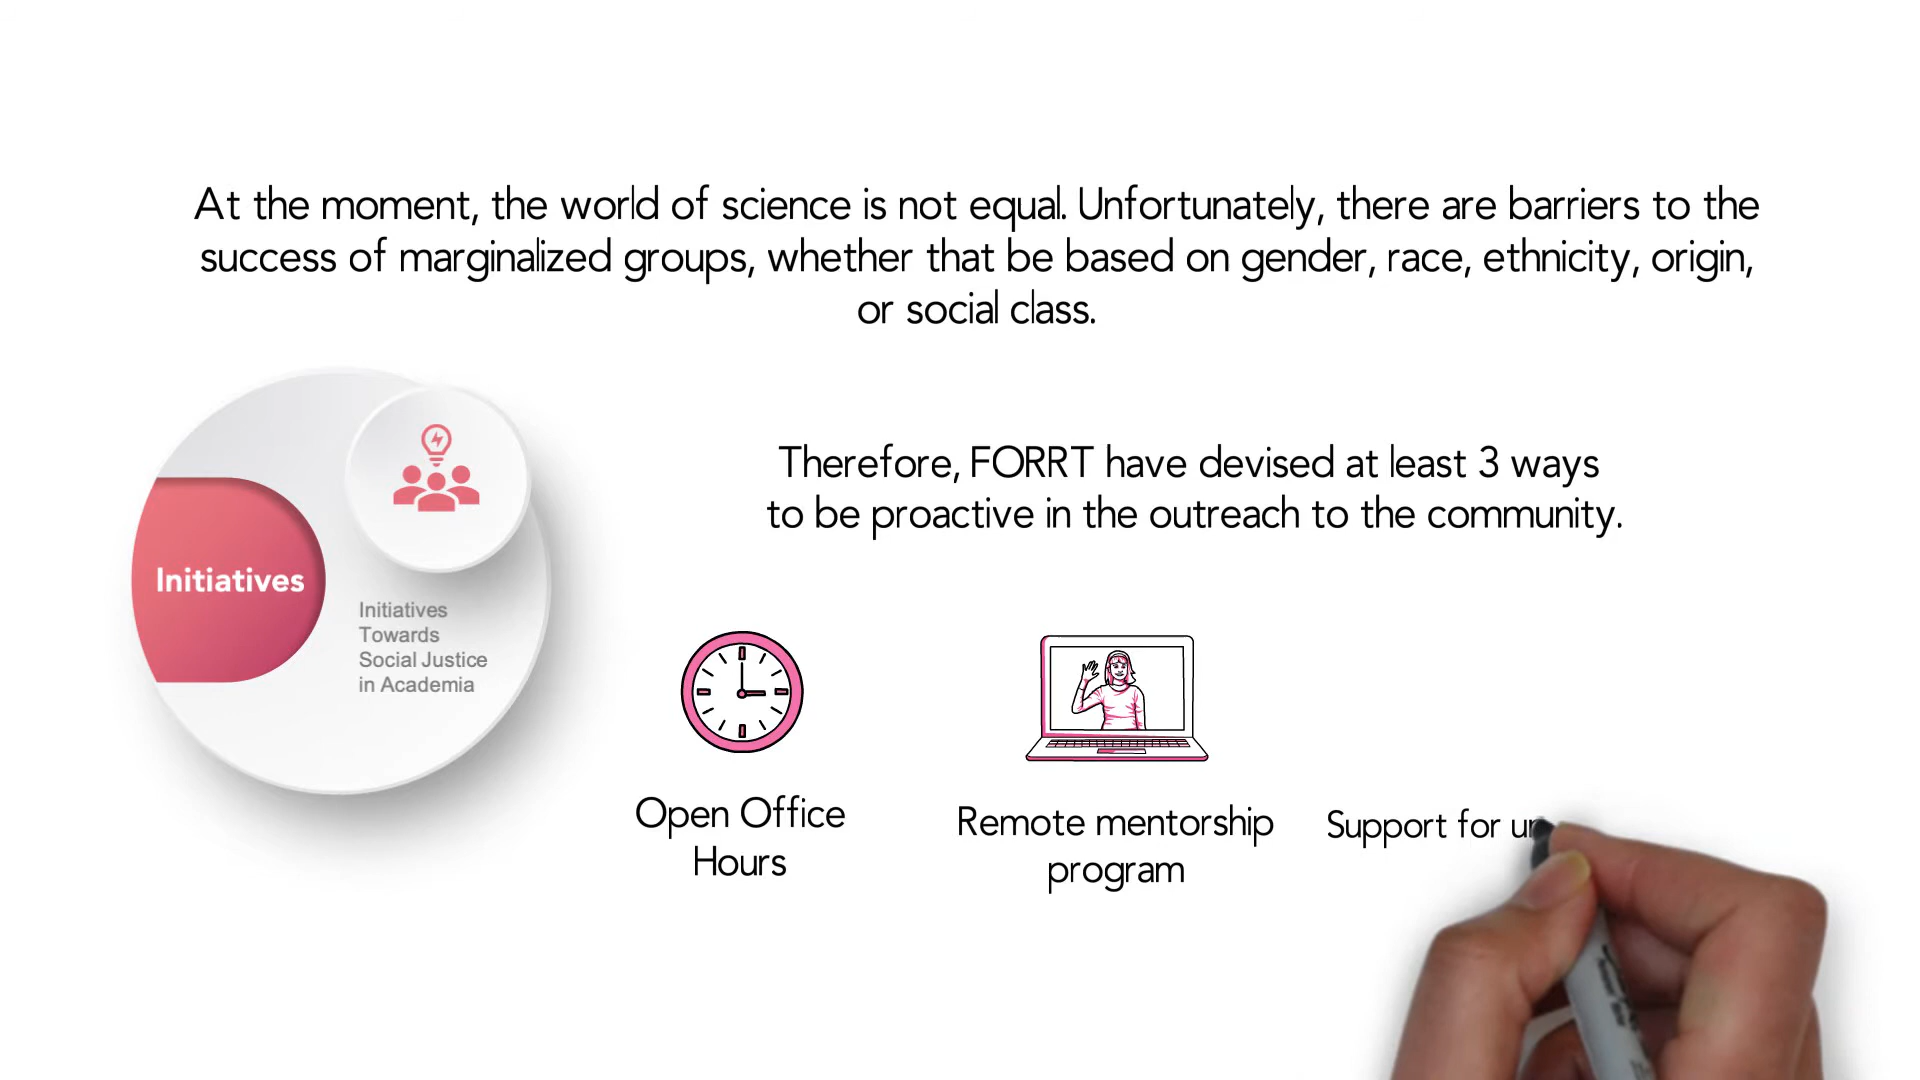 At the moment, the world of science is not equal. Unfortunately, there are barriers to the
success of marginalized groups, whether that be based on gender, race, ethnicity, origin,
or social class.
Therefore, FORRT have devised at least 3 ways
to be proactive in the outreach to the community.
Initiatives
Initiatives
Towards
Social Justice
in Academia
Open Office
Hours
Remote mentorship
program
Support for